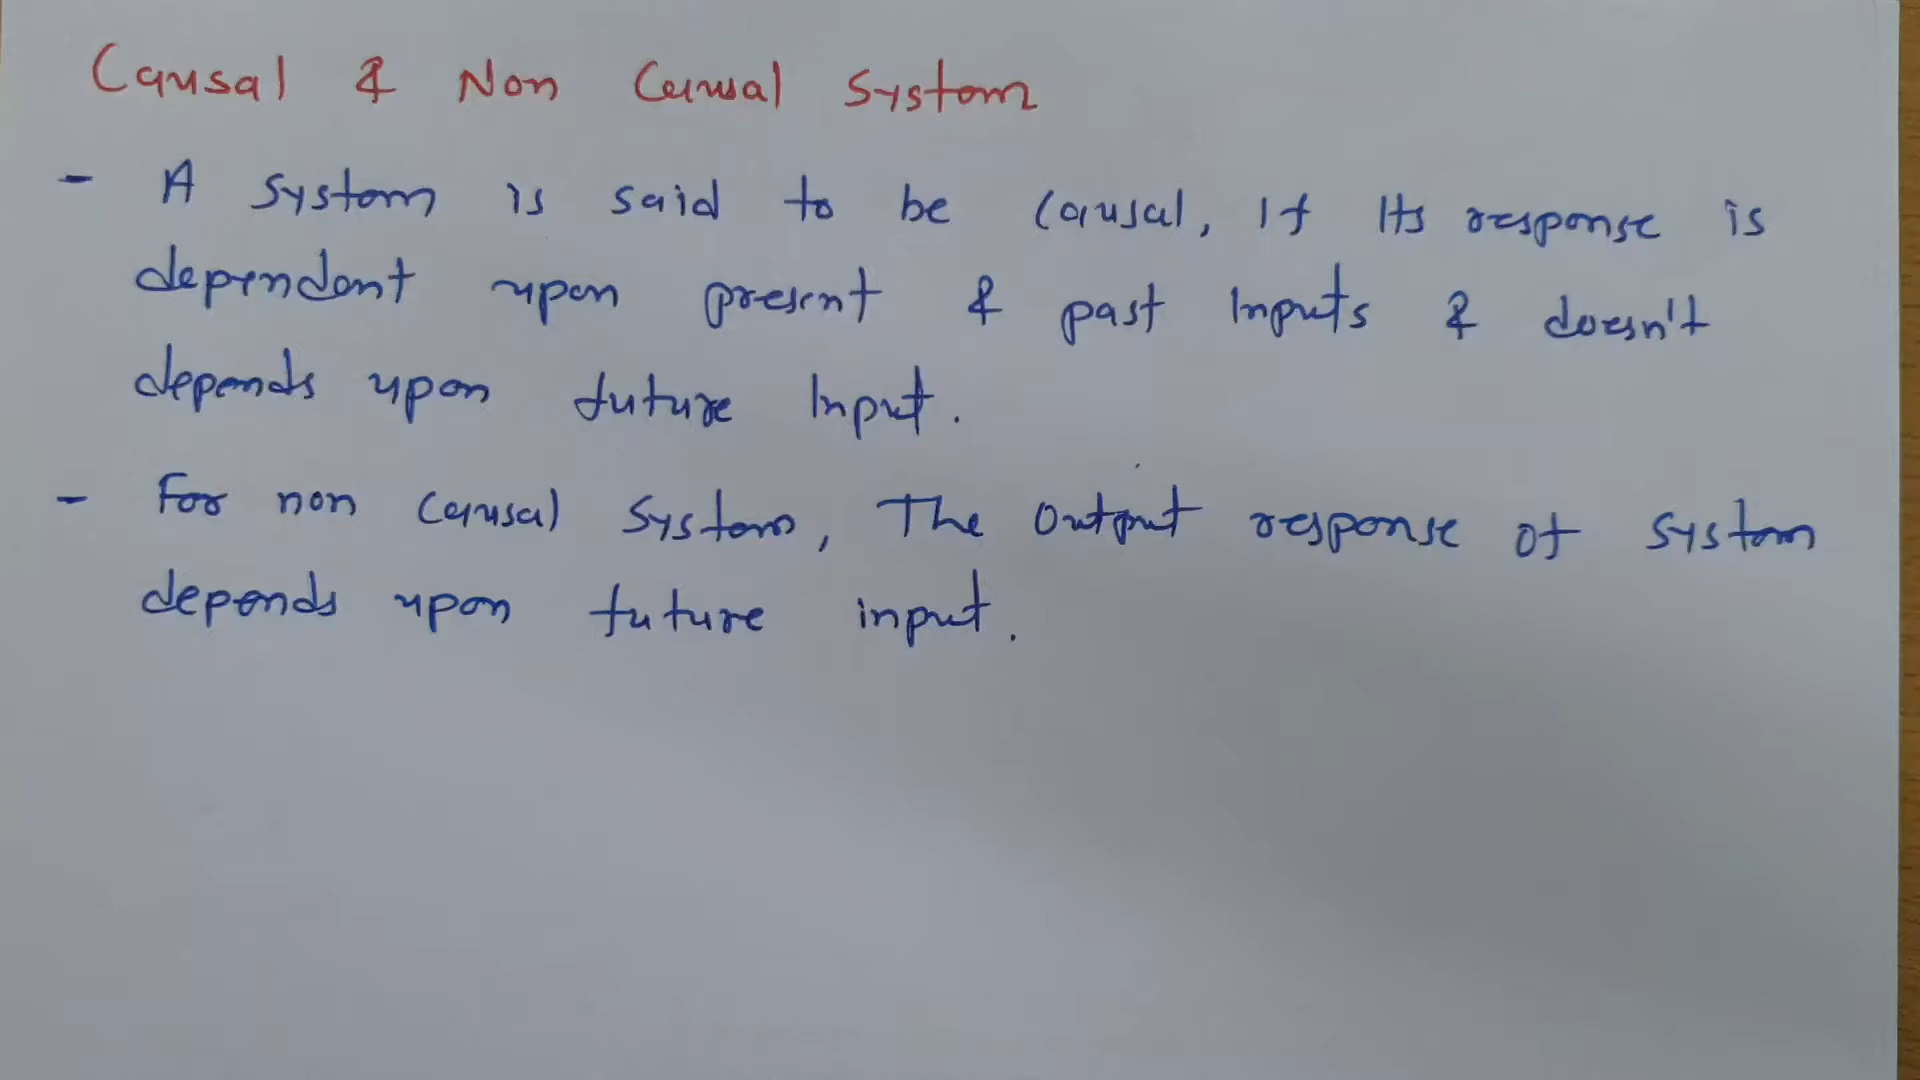 Causal & Non Causal System
- A System is said to be Causal, If Its response is
dependent upon present & past Inputs & doesn't
depends upon future Input.
- For non Causal System, The Output response of System
depends upon future input.